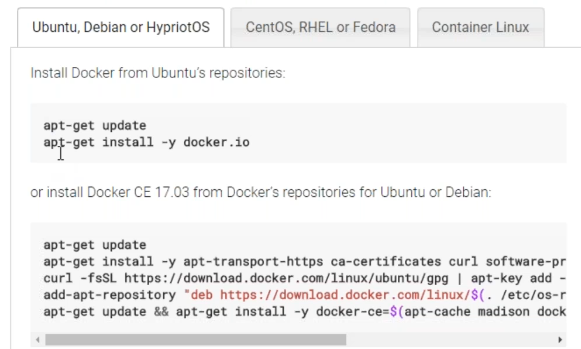 Ubuntu, Debian or HypriotOS
CentOS, RHEL or Fedora
Container Linux
Install Docker from Ubuntu's repositories:
apt-get update
apt-get install -y docker.io
or install Docker CE 17.03 from Docker's repositories for Ubuntu or Debian:
apt-get update
apt-get install -y apt-transport-https ca-certificates curl software-pr
curl -fsSL https://download.docker.com/linux/ubuntu/gpg | apt-key add -
add-apt-repository "deb https://download.docker.com/linux/$(. /etc/os-r
apt-get update && apt-get install -y docker-ce=$(apt-cache madison dock